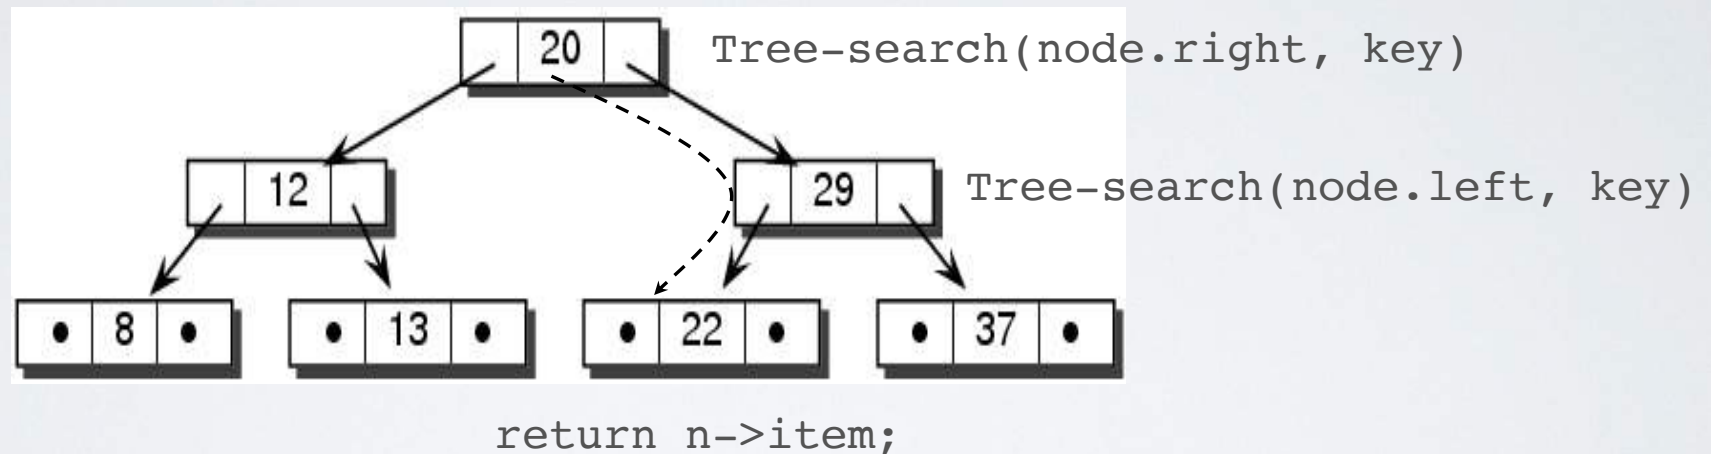 20 Tree-search(node.right, key)
12 29 Tree-search(node.left, key)
8 13 22 37
return n->item;